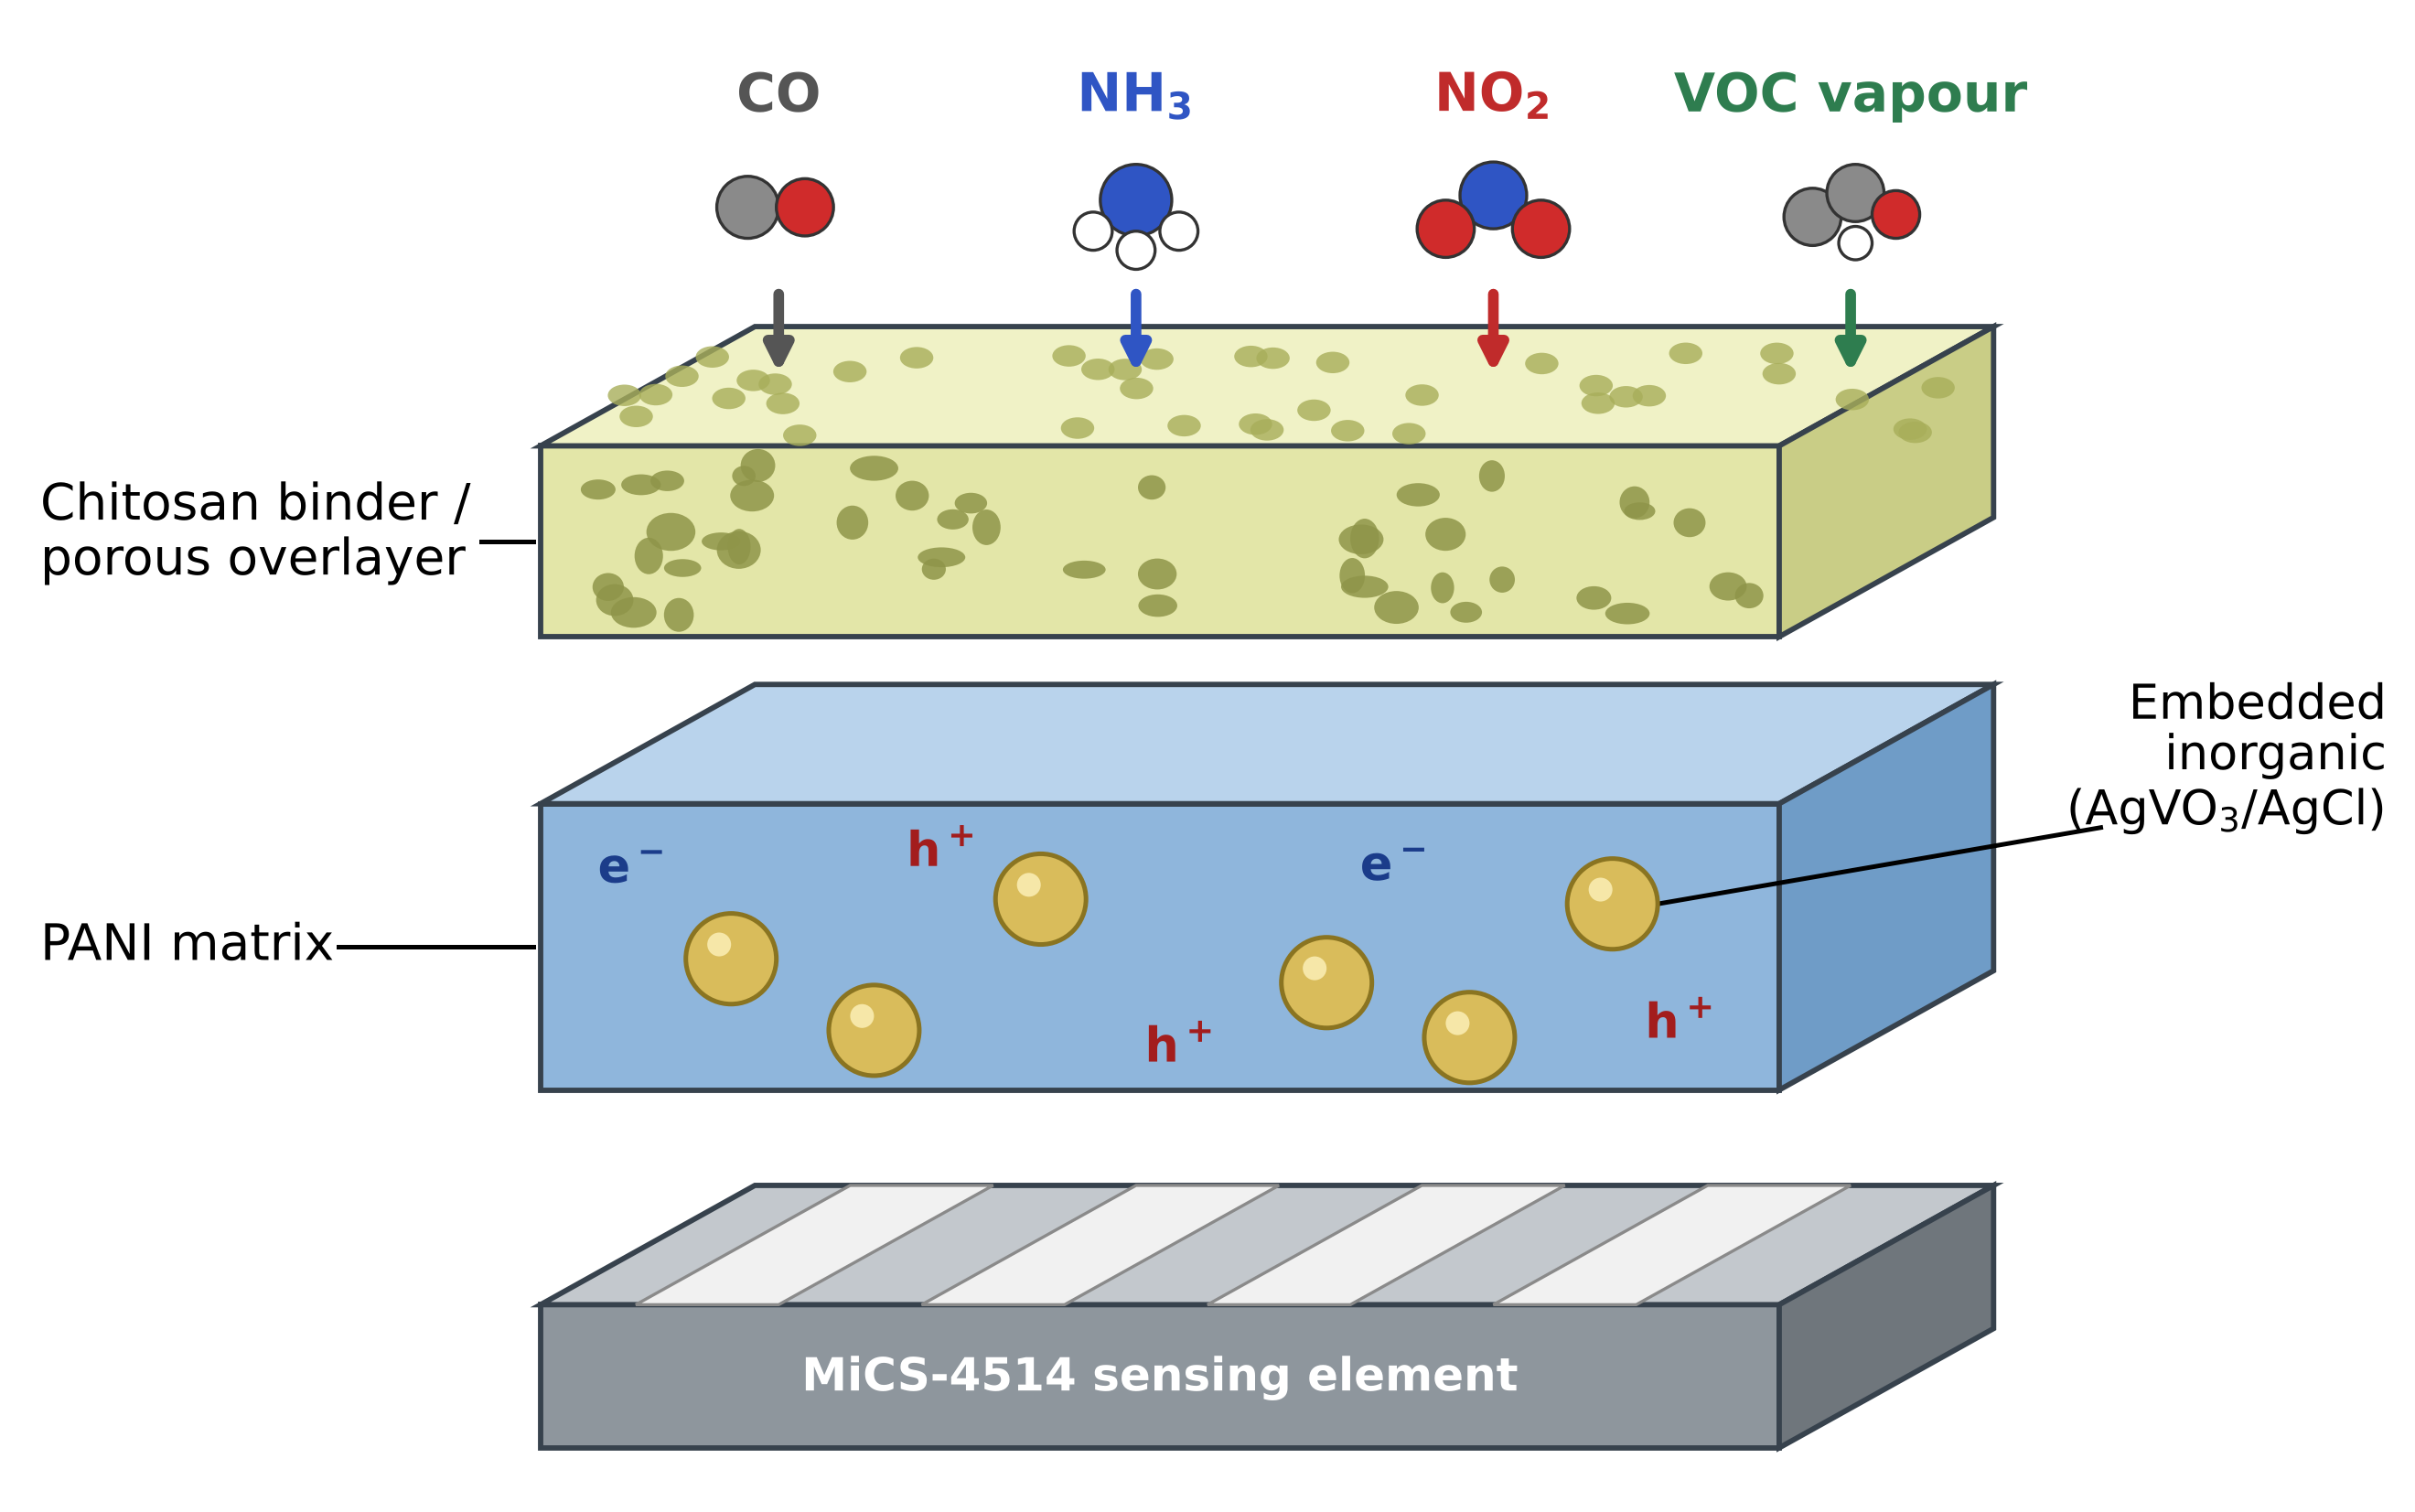 CO
NH₃
NO₂
VOC vapour
Chitosan binder /
porous overlayer
Embedded
inorganic
(AgVO₃/AgCl)
e⁻
h⁺
e⁻
PANI matrix
h⁺
h⁺
MiCS-4514 sensing element